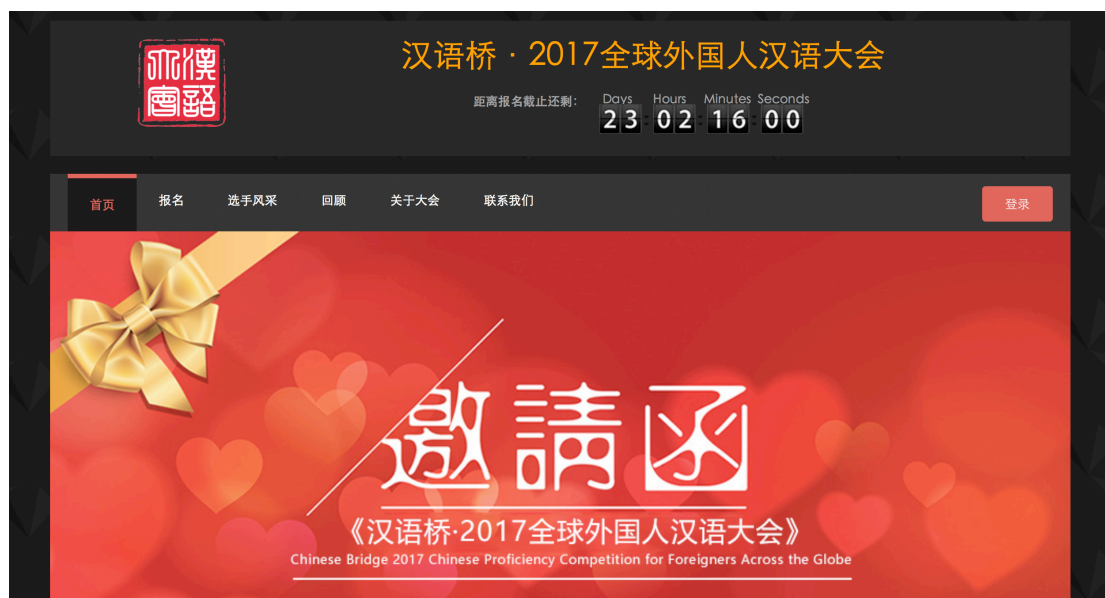 漢語大會
汉语桥 · 2017全球外国人汉语大会
距离报名截止还剩:
Days Hours Minutes Seconds
23:02:16:00
首页 报名 选手风采 回顾 关于大会 联系我们 登录
邀請函
《汉语桥·2017全球外国人汉语大会》
Chinese Bridge 2017 Chinese Proficiency Competition for Foreigners Across the Globe